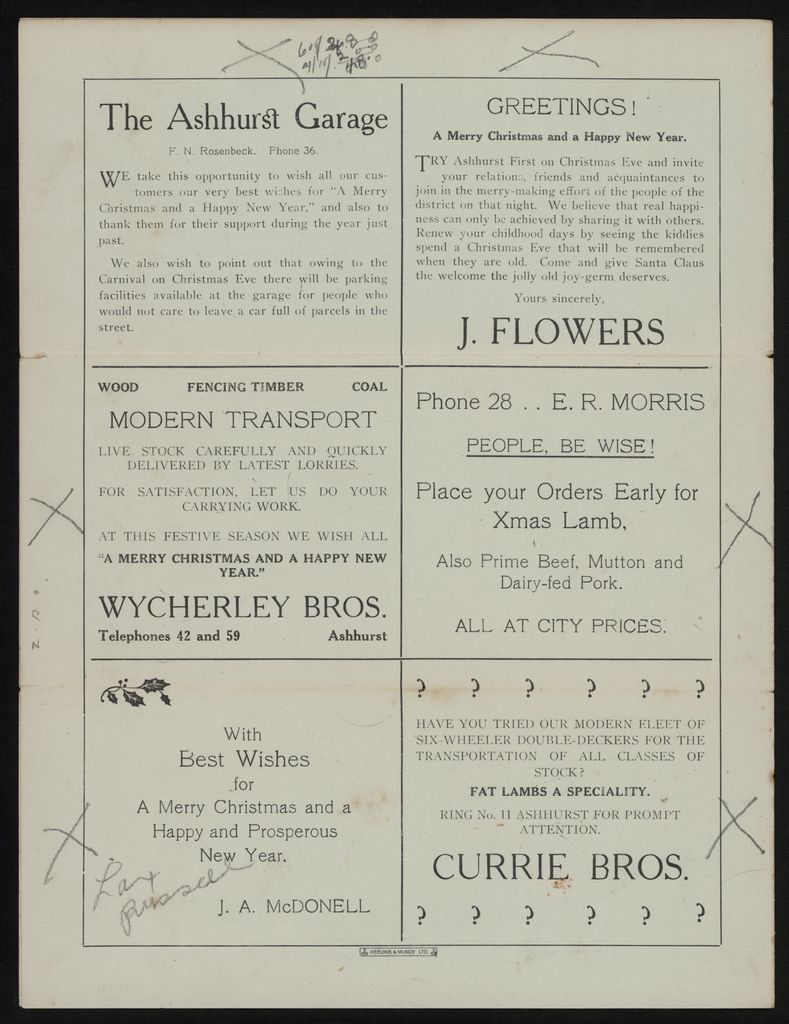 The Ashhurst Garage
F. N. Rosenbeck. Phone 36.
WE take this opportunity to wish all our cus-
tomers our very best wishes for "A Merry
Christmas and a Happy New Year," and also to
thank them for their support during the year just
past.
We also wish to point out that owing to the
Carnival on Christmas Eve there will be parking
facilities available at the garage for people who
would not care to leave a car full of parcels in the
street.
GREETINGS!
A Merry Christmas and a Happy New Year.
TRY Ashhurst First on Christmas Eve and invite
your relations, friends and acquaintances to
join in the merry-making effort of the people of the
district on that night. We believe that real happi-
ness can only be achieved by sharing it with others.
Renew your childhood days by seeing the kiddies
spend a Christmas Eve that will be remembered
when they are old. Come and give Santa Claus
the welcome the jolly old joy-germ deserves.
Yours sincerely,
J. FLOWERS
WOOD FENCING TIMBER COAL
MODERN TRANSPORT
LIVE STOCK CAREFULLY AND QUICKLY
DELIVERED BY LATEST LORRIES.
FOR SATISFACTION, LET US DO YOUR
CARRYING WORK.
AT THIS FESTIVE SEASON WE WISH ALL
"A MERRY CHRISTMAS AND A HAPPY NEW
YEAR."
WYCHERLEY BROS.
Telephones 42 and 59 Ashhurst
Phone 28 . . E. R. MORRIS
PEOPLE, BE WISE!
Place your Orders Early for
Xmas Lamb,
Also Prime Beef, Mutton and
Dairy-fed Pork.
ALL AT CITY PRICES.
With
Best Wishes
for
A Merry Christmas and a
Happy and Prosperous
New Year.
J. A. McDONELL
? ? ? ? ? ?
HAVE YOU TRIED OUR MODERN FLEET OF
SIX-WHEELER DOUBLE-DECKERS FOR THE
TRANSPORTATION OF ALL CLASSES OF
STOCK?
FAT LAMBS A SPECIALITY.
RING No. 11 ASHHURST FOR PROMPT
ATTENTION.
CURRIE BROS.
? ? ? ? ? ?
KEELING & MUNDY LTD.